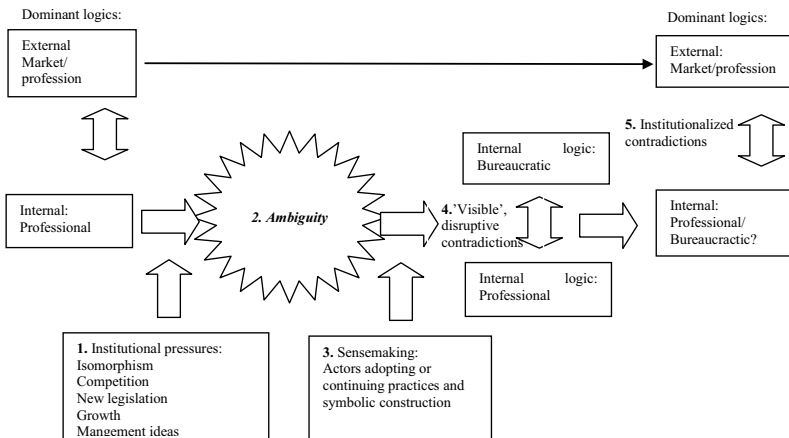 Dominant logics:
External
Market/
profession
Dominant logics:
External:
Market/profession
5. Institutionalized
contradictions
Internal logic:
Bureaucratic
Internal:
Professional
2. Ambiguity
4.'Visible',
disruptive
contradictions
Internal:
Professional/
Bureaucractic?
Internal logic:
Professional
1. Institutional pressures:
Isomorphism
Competition
New legislation
Growth
Mangement ideas
3. Sensemaking:
Actors adopting or
continuing practices and
symbolic construction